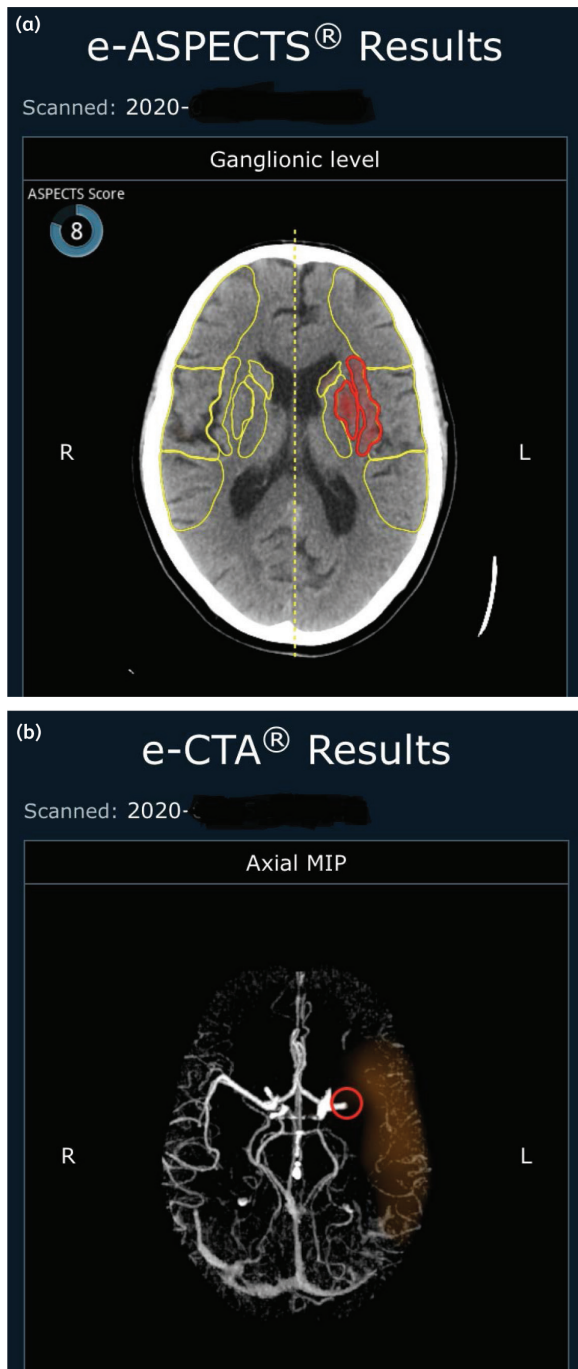 (a)
e-ASPECTS® Results
Scanned: 2020-
Ganglionic level
ASPECTS Score
8
R
L
(b)
e-CTA® Results
Scanned: 2020-
Axial MIP
R
L